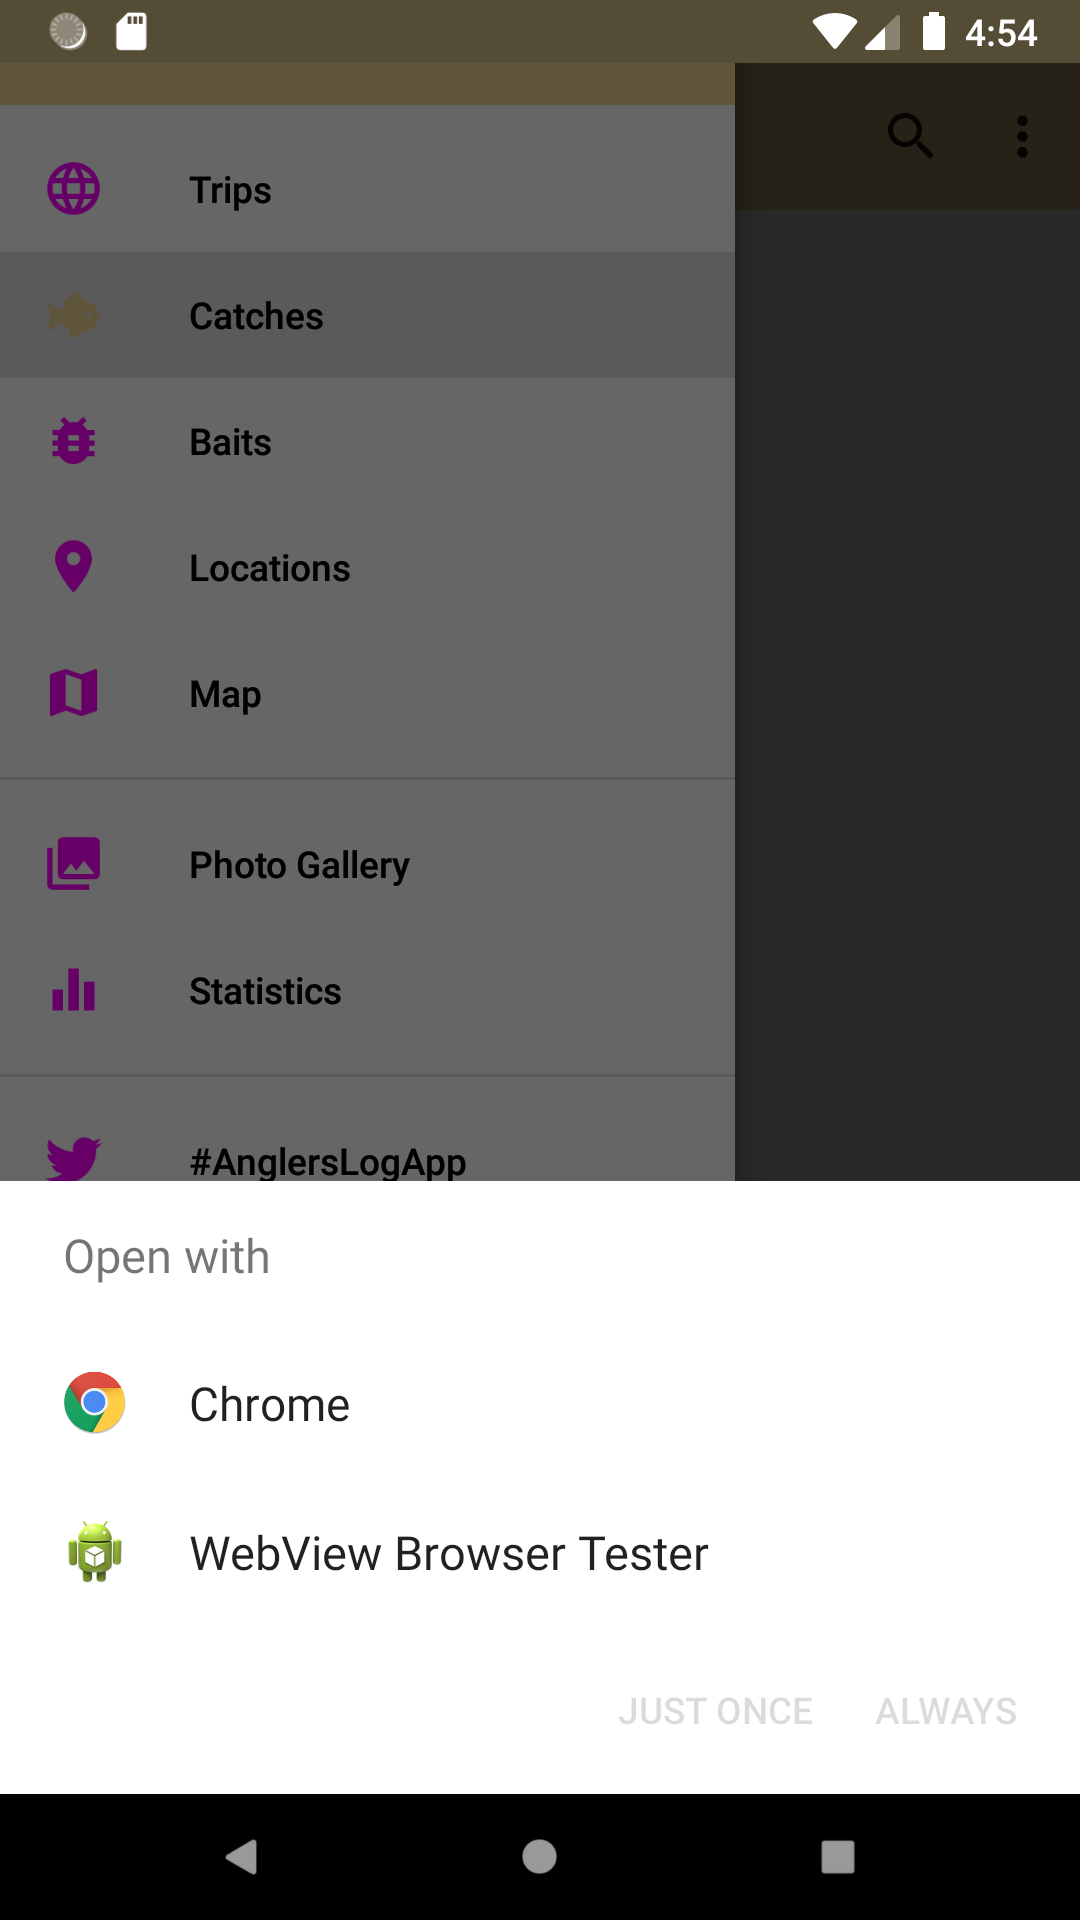 4:54
Trips
Catches
Baits
Locations
Map
Photo Gallery
Statistics
#AnglersLogApp
Open with
Chrome
WebView Browser Tester
JUST ONCE ALWAYS